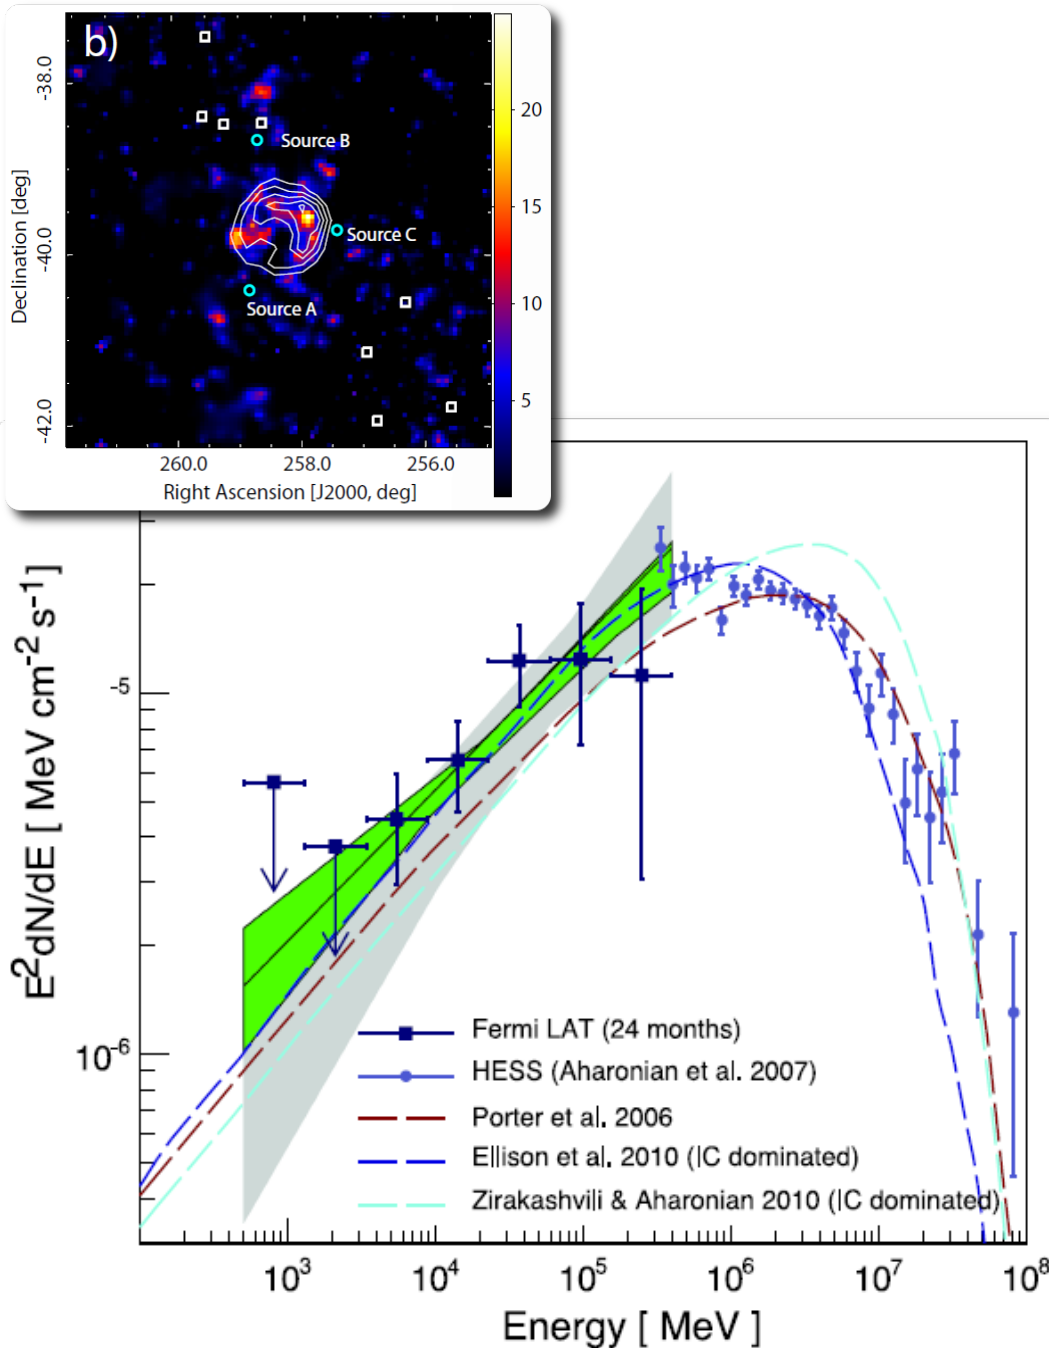 b)
-38.0
-40.0
-42.0
Declination [deg]
Source B
Source C
Source A
20
15
10
5
260.0 258.0 256.0
Right Ascension [J2000, deg]
E²dN/dE [ MeV cm⁻² s⁻¹]
-5
10⁻⁶
Fermi LAT (24 months)
HESS (Aharonian et al. 2007)
Porter et al. 2006
Ellison et al. 2010 (IC dominated)
Zirakashvili & Aharonian 2010 (IC dominated)
10³ 10⁴ 10⁵ 10⁶ 10⁷ 10⁸
Energy [ MeV ]